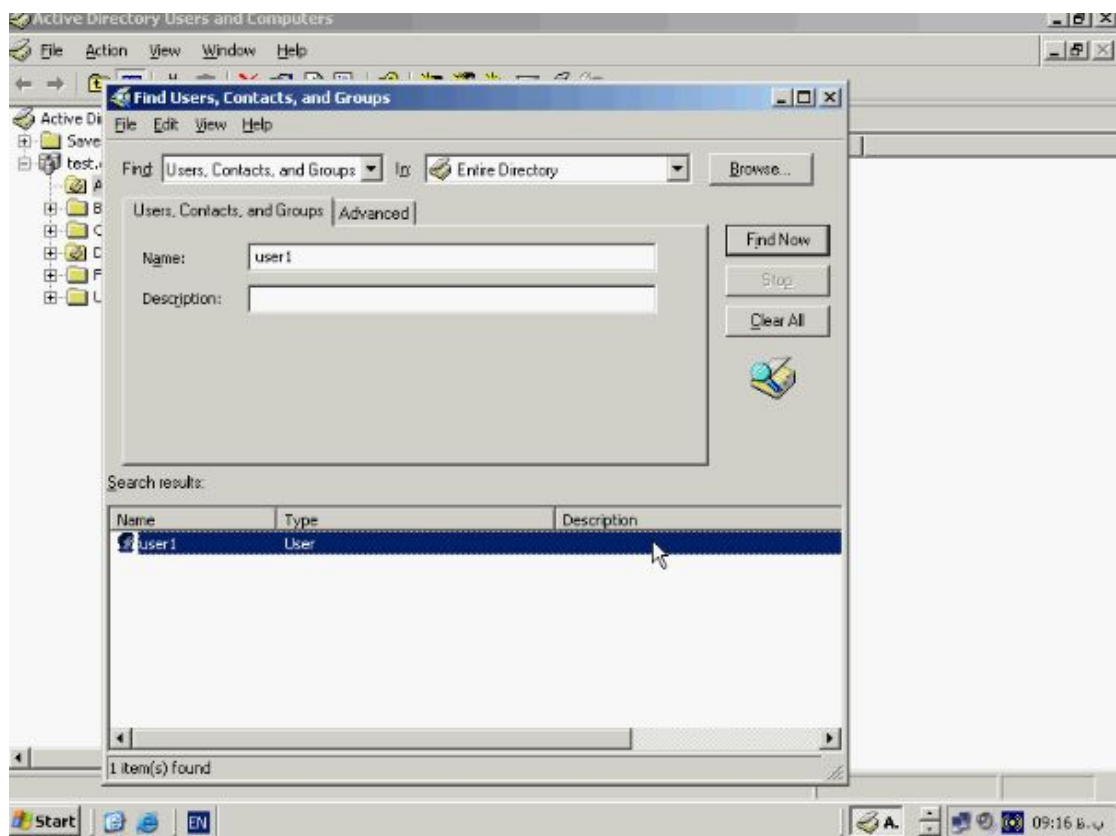 Active Directory Users and Computers
File Action View Window Help
Find Users, Contacts, and Groups
Active Di
File Edit View Help
Save
test.
Find: Users, Contacts, and Groups In: Entire Directory Browse...
A
B
C
D
F
U
Users, Contacts, and Groups Advanced
Name: user1
Find Now
Stop
Description:
Clear All
Search results:
Name Type Description
user1 User
1 item(s) found
Start EN A. 09:16 ب.ظ